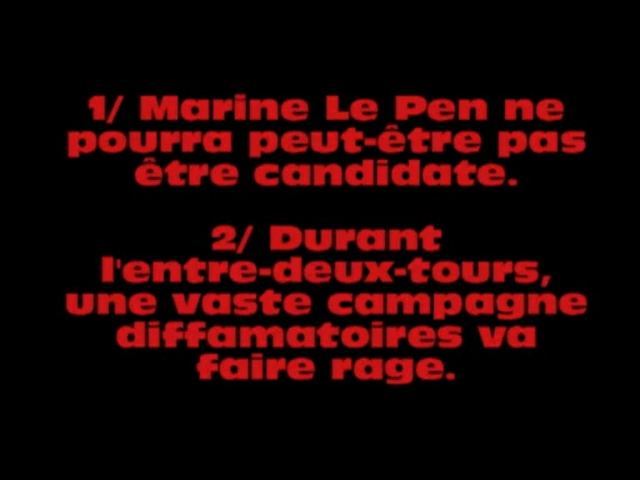 1/ Marine Le Pen ne
pourra peut-être pas
être candidate.
2/ Durant
l'entre-deux-tours,
une vaste campagne
diffamatoires va
faire rage.